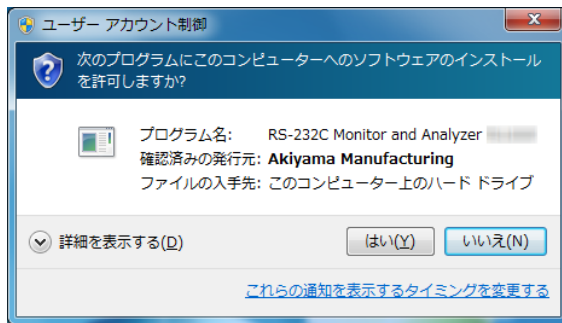 ユーザー アカウント制御
次のプログラムにこのコンピューターへのソフトウェアのインストール
を許可しますか?
プログラム名: RS-232C Monitor and Analyzer
確認済みの発行元: Akiyama Manufacturing
ファイルの入手先: このコンピューター上のハード ドライブ
詳細を表示する(D)
はい(Y)
いいえ(N)
これらの通知を表示するタイミングを変更する